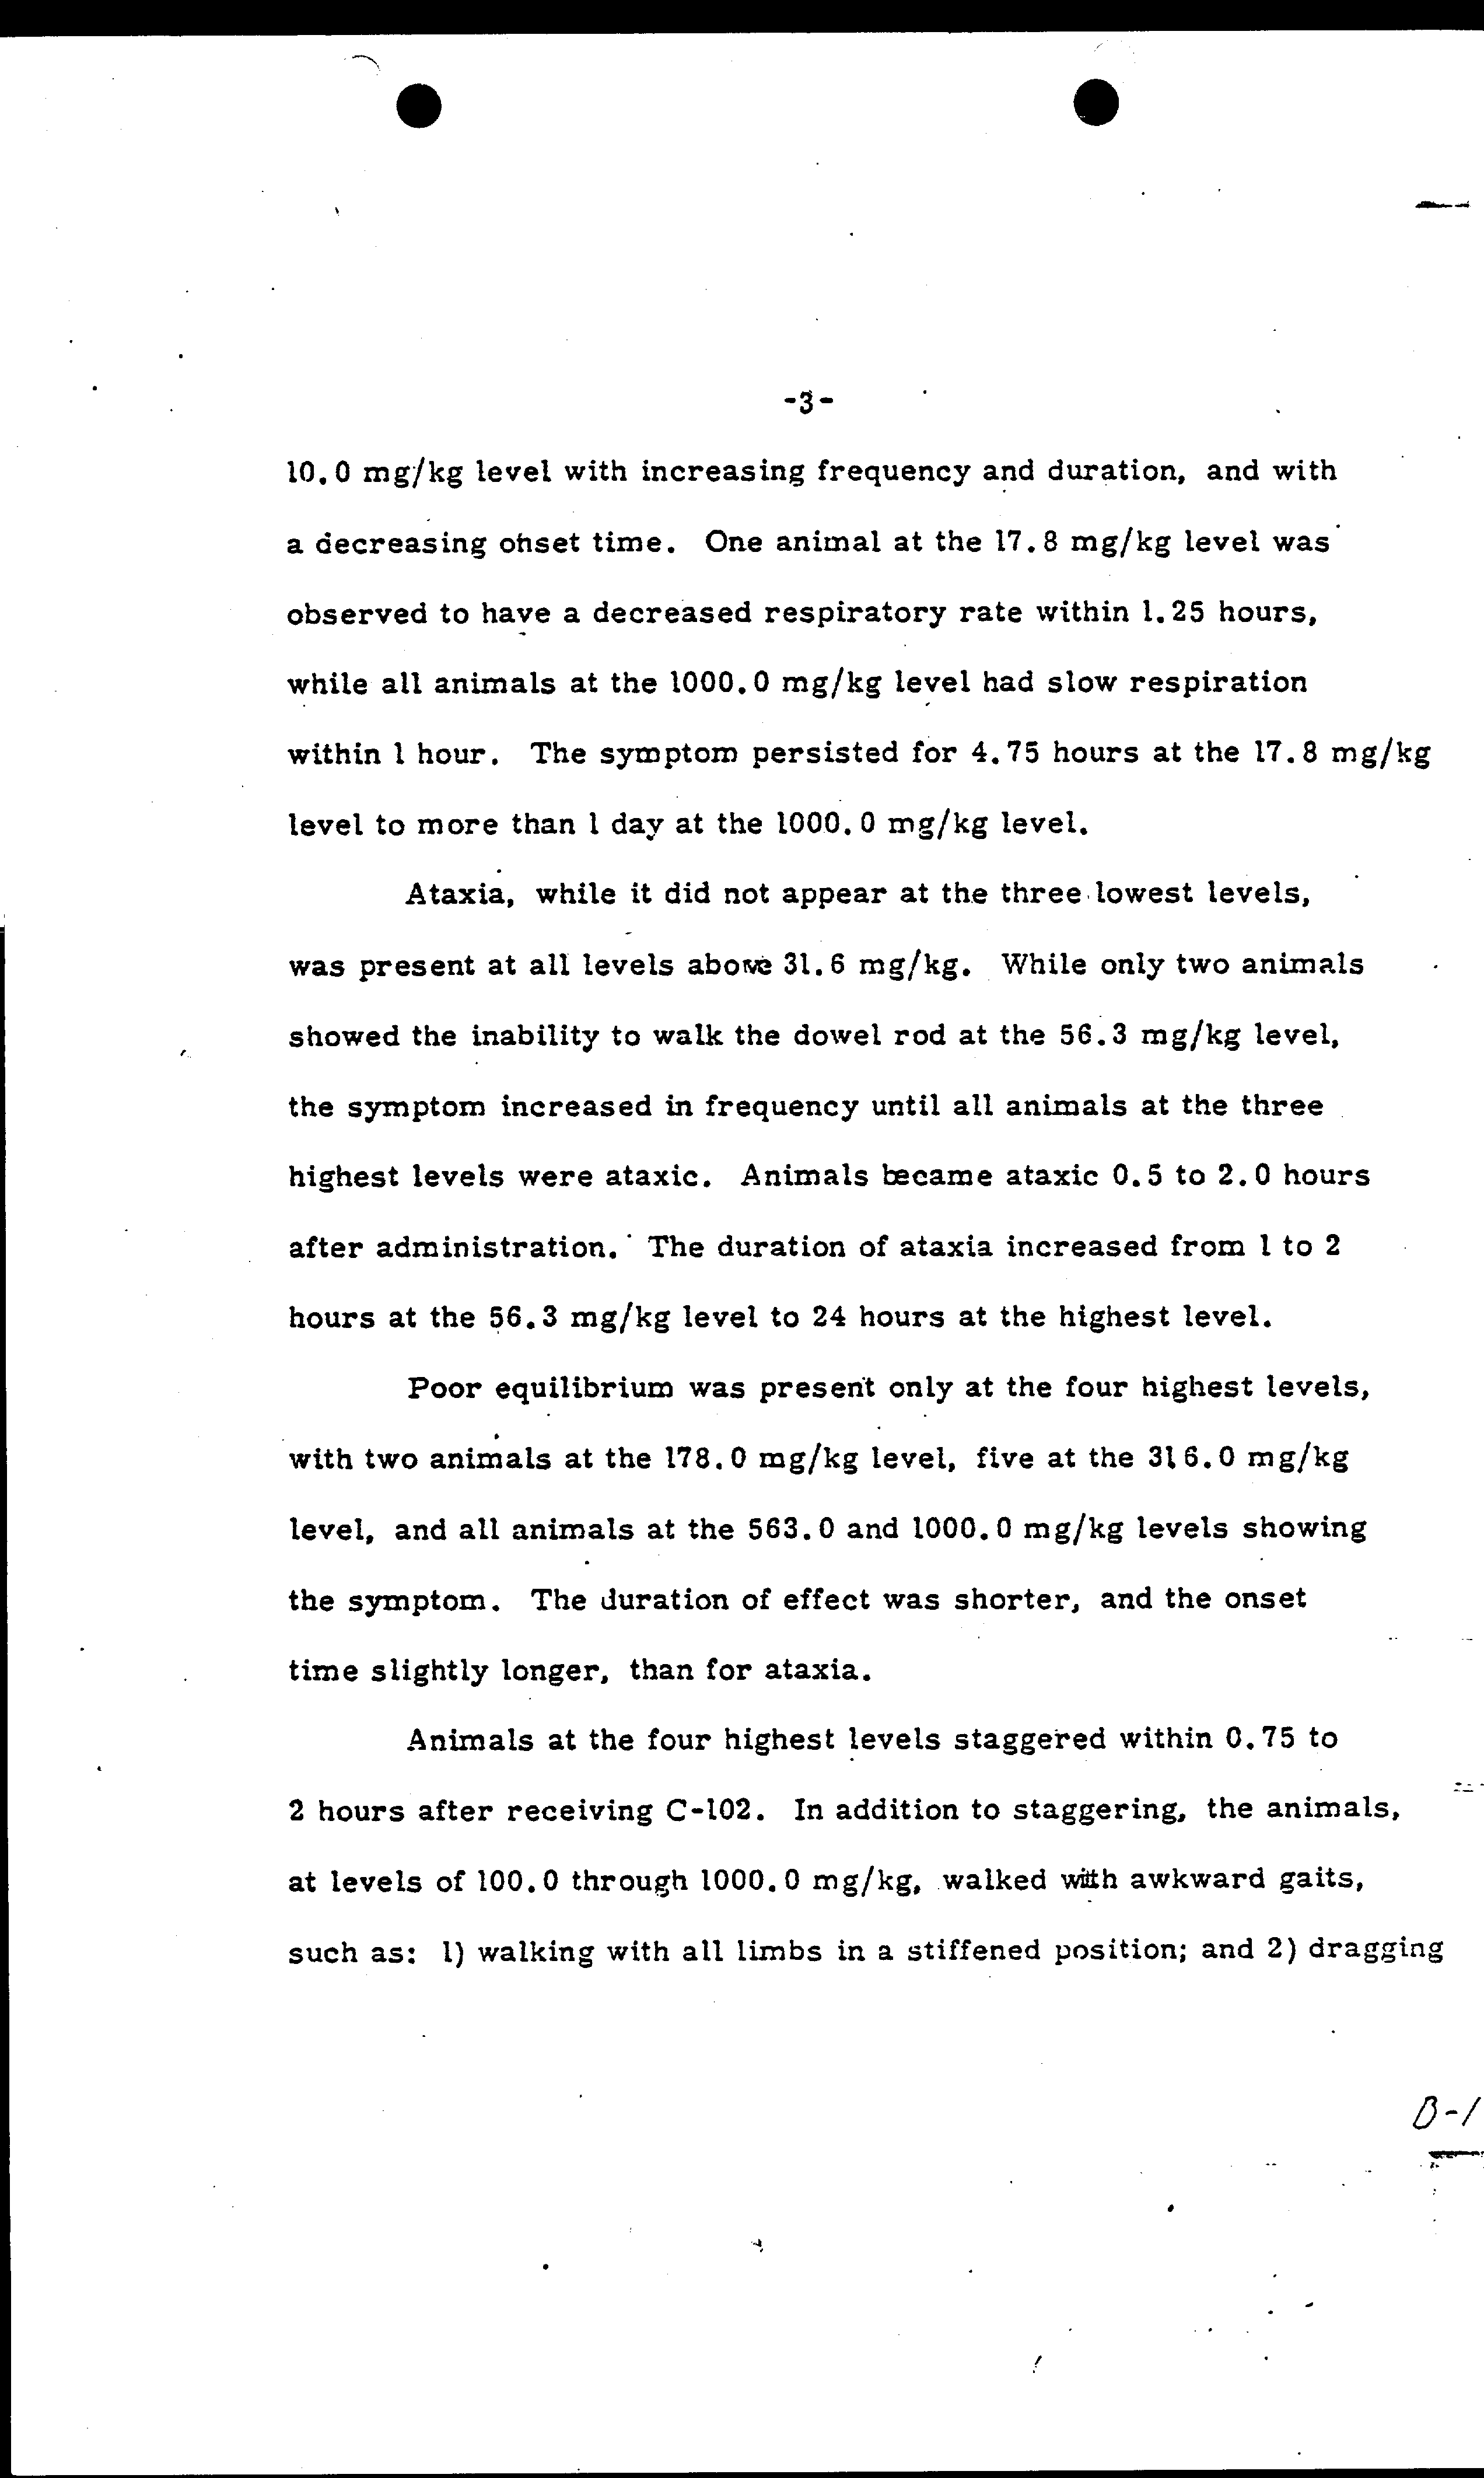 -3-
10.0 mg/kg level with increasing frequency and duration, and with
a decreasing onset time. One animal at the 17.8 mg/kg level was
observed to have a decreased respiratory rate within 1.25 hours,
while all animals at the 1000.0 mg/kg level had slow respiration
within 1 hour. The symptom persisted for 4.75 hours at the 17.8 mg/kg
level to more than 1 day at the 1000.0 mg/kg level.
Ataxia, while it did not appear at the three lowest levels,
was present at all levels above 31.6 mg/kg. While only two animals
showed the inability to walk the dowel rod at the 56.3 mg/kg level,
the symptom increased in frequency until all animals at the three
highest levels were ataxic. Animals became ataxic 0.5 to 2.0 hours
after administration. The duration of ataxia increased from 1 to 2
hours at the 56.3 mg/kg level to 24 hours at the highest level.
Poor equilibrium was present only at the four highest levels,
with two animals at the 178.0 mg/kg level, five at the 316.0 mg/kg
level, and all animals at the 563.0 and 1000.0 mg/kg levels showing
the symptom. The duration of effect was shorter, and the onset
time slightly longer, than for ataxia.
Animals at the four highest levels staggered within 0.75 to
2 hours after receiving C-102. In addition to staggering, the animals,
at levels of 100.0 through 1000.0 mg/kg, walked with awkward gaits,
such as: 1) walking with all limbs in a stiffened position; and 2) dragging
B-1